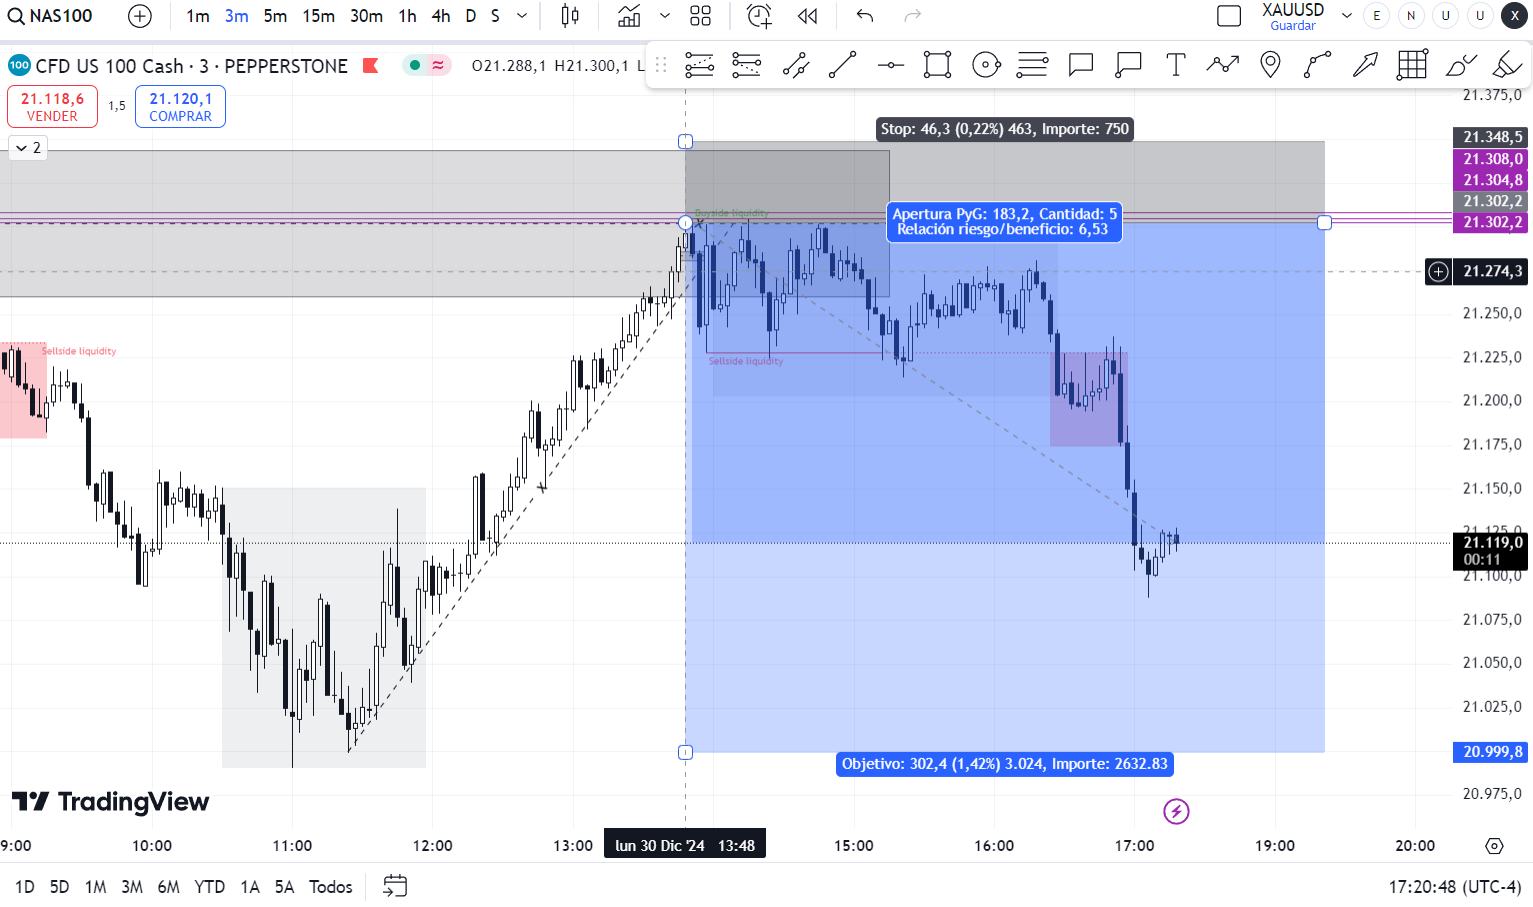 NAS100 1m 3m 5m 15m 30m 1h 4h D S XAUUSD Guardar E N U U X
100 CFD US 100 Cash · 3 · PEPPERSTONE O21.288,1 H21.300,1 L
21.118,6 VENDER 1,5 21.120,1 COMPRAR
2
Stop: 46,3 (0,22%) 463, Importe: 750
Buyside liquidity
Apertura PyG: 183,2, Cantidad: 5
Relación riesgo/beneficio: 6,53
Sellside liquidity
Sellside liquidity
Objetivo: 302,4 (1,42%) 3.024, Importe: 2632.83
21.375,0
21.348,5
21.308,0
21.304,8
21.302,2
21.302,2
21.274,3
21.250,0
21.225,0
21.200,0
21.175,0
21.150,0
21.125,0
21.119,0
00:11
21.100,0
21.075,0
21.050,0
21.025,0
20.999,8
20.975,0
TradingView
9:00 10:00 11:00 12:00 13:00 lun 30 Dic '24 13:48 15:00 16:00 17:00 19:00 20:00
1D 5D 1M 3M 6M YTD 1A 5A Todos 17:20:48 (UTC-4)